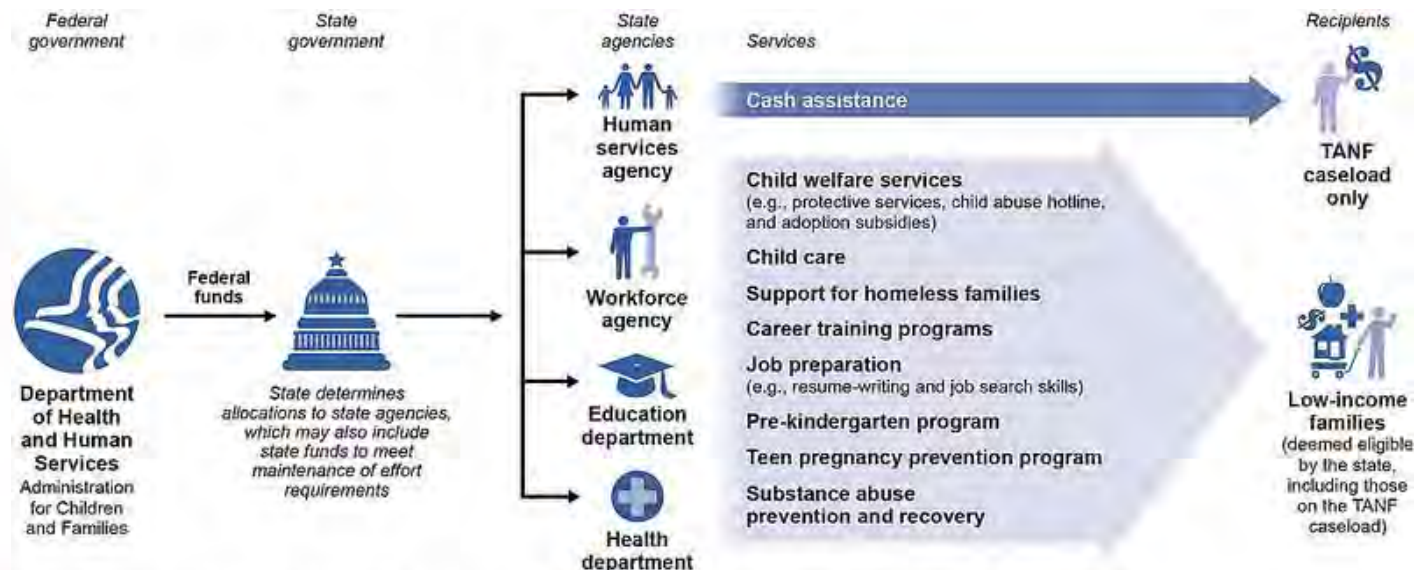 Federal
government
State
government
State
agencies
Services
Recipients
Department
of Health
and Human
Services
Administration
for Children
and Families
Federal
funds
State determines
allocations to state agencies,
which may also include
state funds to meet
maintenance of effort
requirements
Human
services
agency
Workforce
agency
Education
department
Health
department
Cash assistance
Child welfare services
(e.g., protective services, child abuse hotline,
and adoption subsidies)
Child care
Support for homeless families
Career training programs
Job preparation
(e.g., resume-writing and job search skills)
Pre-kindergarten program
Teen pregnancy prevention program
Substance abuse
prevention and recovery
$
TANF
caseload
only
$
Low-income
families
(deemed eligible
by the state,
including those
on the TANF
caseload)